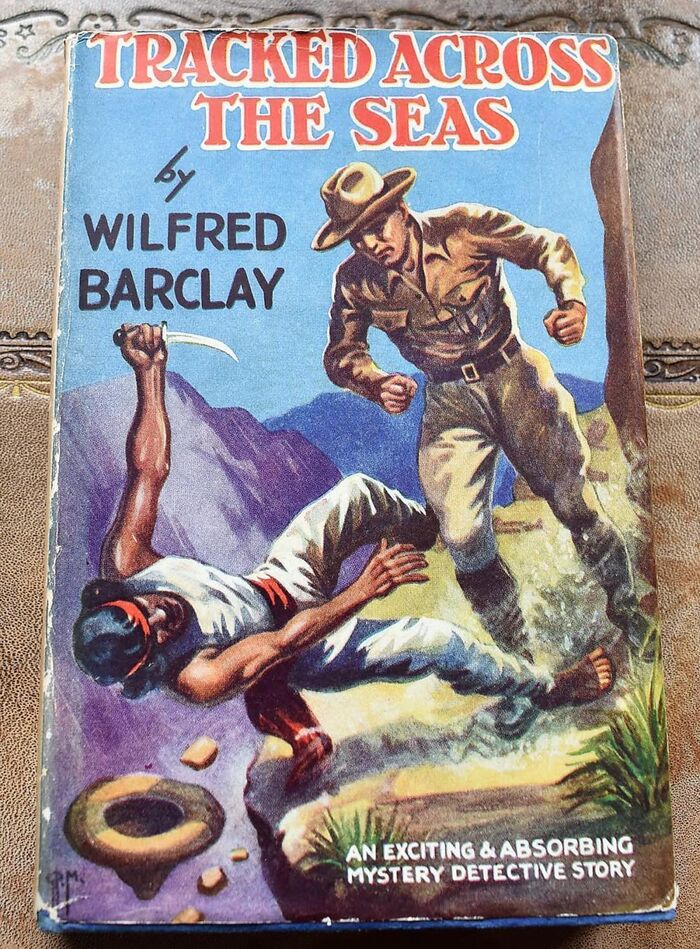 TRACKED ACROSS
THE SEAS
by
WILFRED
BARCLAY
AN EXCITING & ABSORBING
MYSTERY DETECTIVE STORY